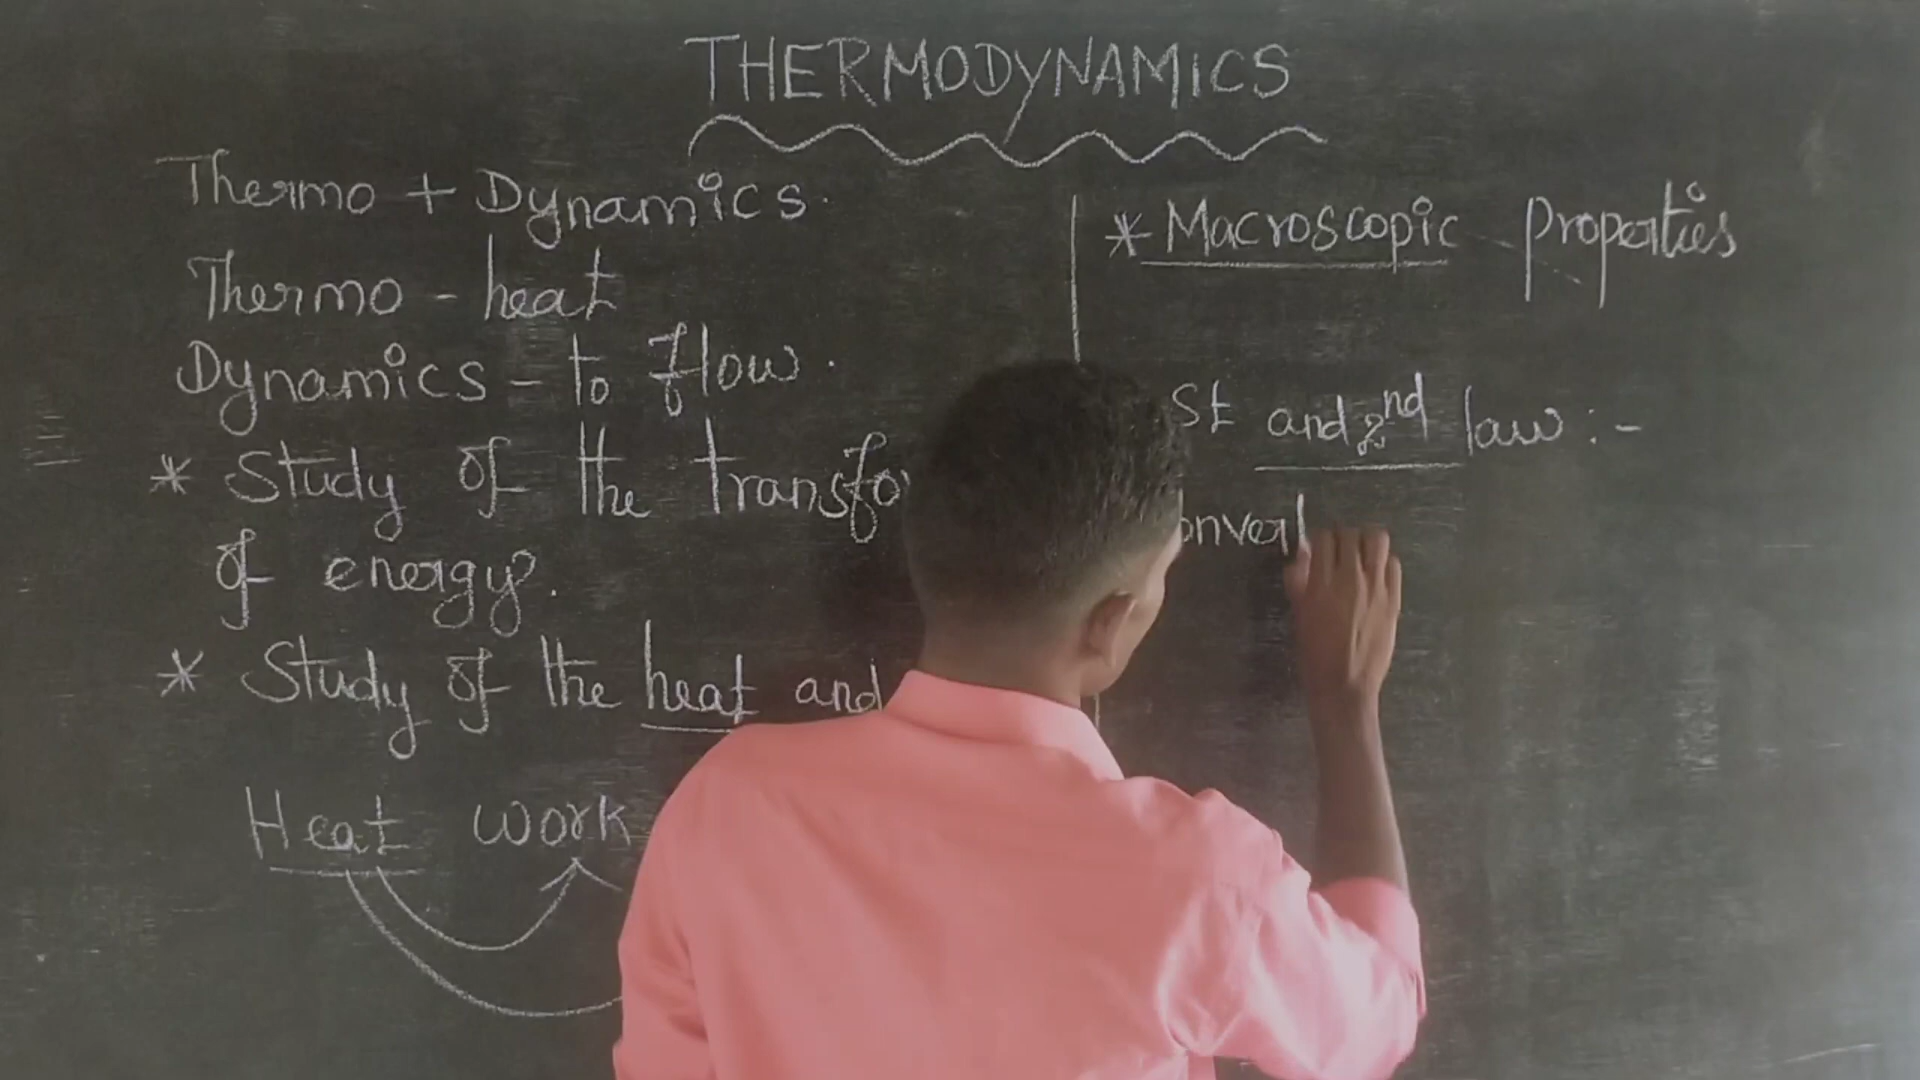 THERMODYNAMICS
Thermo + Dynamics.
Thermo - heat
Dynamics - to flow.
* Study of the transfo
of energy.
* Study of the heat and
Heat work
* Macroscopic Properties
st and 2nd law :-
onvert